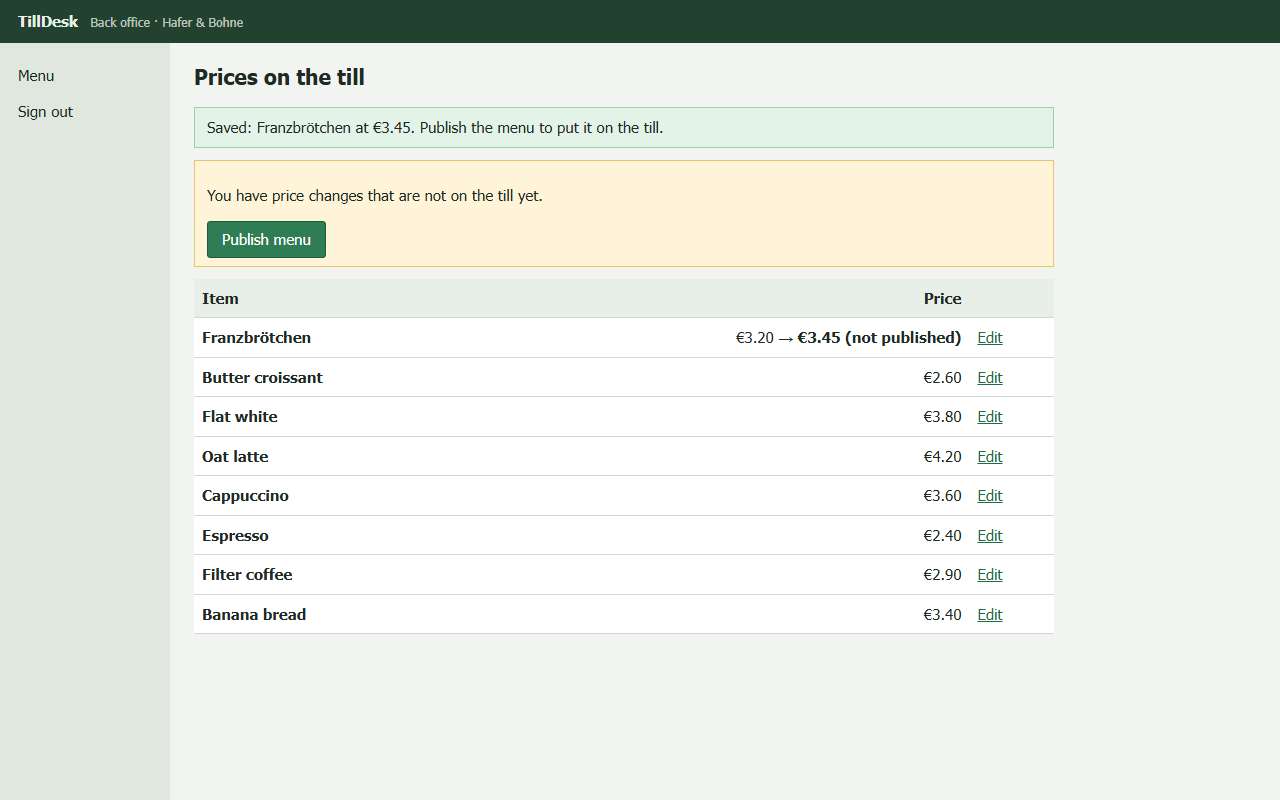 TillDesk Back office · Hafer & Bohne
Menu
Sign out
Prices on the till
Saved: Franzbrötchen at €3.45. Publish the menu to put it on the till.
You have price changes that are not on the till yet.
Publish menu
Item Price
Franzbrötchen €3.20 → €3.45 (not published) Edit
Butter croissant €2.60 Edit
Flat white €3.80 Edit
Oat latte €4.20 Edit
Cappuccino €3.60 Edit
Espresso €2.40 Edit
Filter coffee €2.90 Edit
Banana bread €3.40 Edit